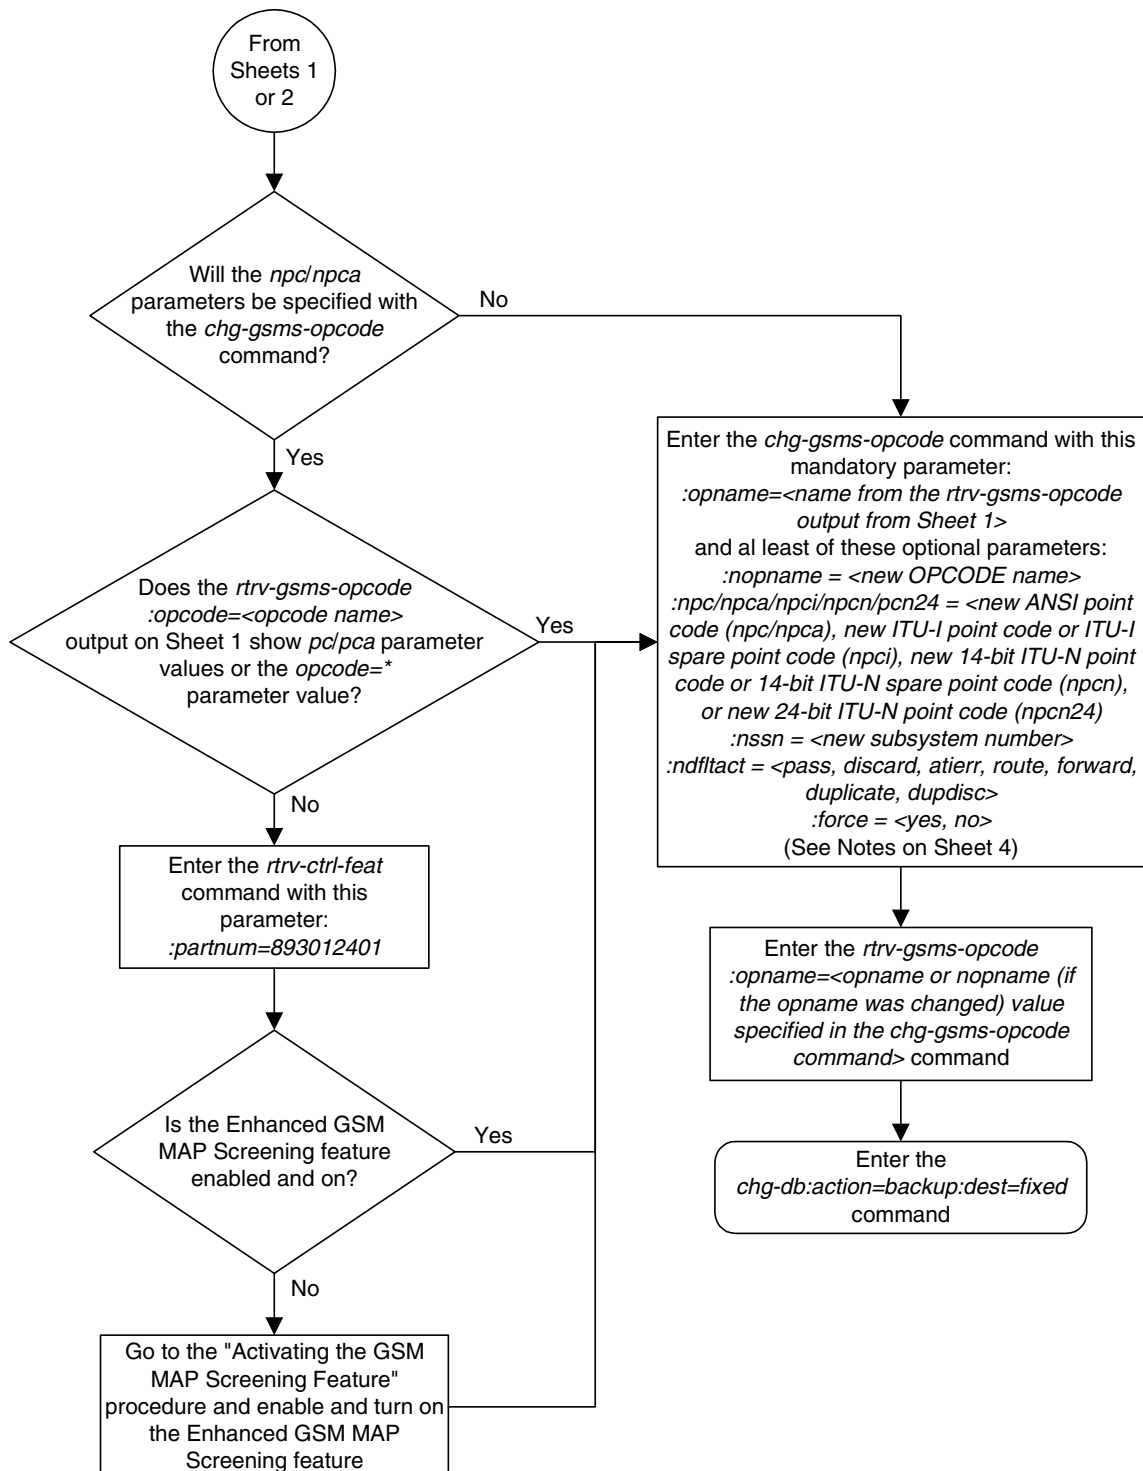 From
Sheets 1
or 2
Will the npc/npca
parameters be specified with
the chg-gsms-opcode
command?
No
Yes
Does the rtrv-gsms-opcode
:opcode=<opcode name>
output on Sheet 1 show pc/pca parameter
values or the opcode=*
parameter value?
Yes
No
Enter the rtrv-ctrl-feat
command with this
parameter:
:partnum=893012401
Is the Enhanced GSM
MAP Screening feature
enabled and on?
Yes
No
Go to the "Activating the GSM
MAP Screening Feature"
procedure and enable and turn on
the Enhanced GSM MAP
Screening feature
Enter the chg-gsms-opcode command with this
mandatory parameter:
:opname=<name from the rtrv-gsms-opcode
output from Sheet 1>
and al least of these optional parameters:
:nopname = <new OPCODE name>
:npc/npca/npci/npcn/pcn24 = <new ANSI point
code (npc/npca), new ITU-I point code or ITU-I
spare point code (npci), new 14-bit ITU-N point
code or 14-bit ITU-N spare point code (npcn),
or new 24-bit ITU-N point code (npcn24)
:nssn = <new subsystem number>
:ndfltact = <pass, discard, atierr, route, forward,
duplicate, dupdisc>
:force = <yes, no>
(See Notes on Sheet 4)
Enter the rtrv-gsms-opcode
:opname=<opname or nopname (if
the opname was changed) value
specified in the chg-gsms-opcode
command> command
Enter the
chg-db:action=backup:dest=fixed
command